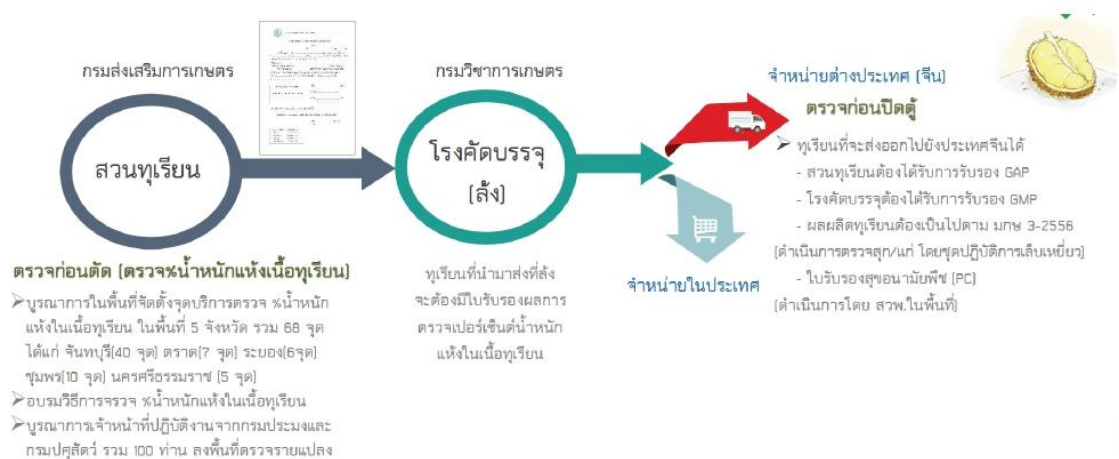 กรมส่งเสริมการเกษตร
สวนทุเรียน
ตรวจก่อนตัด (ตรวจ%น้ำหนักแห้งเนื้อทุเรียน)
➢บูรณาการในพื้นที่จัดตั้งจุดบริการตรวจ %น้ำหนัก
แห้งในเนื้อทุเรียน ในพื้นที่ 5 จังหวัด รวม 68 จุด
ได้แก่ จันทบุรี(40 จุด) ตราด(7 จุด) ระยอง(6จุด)
ชุมพร(10 จุด) นครศรีธรรมราช (5 จุด)
➢อบรมวิธีการจรวจ %น้ำหนักแห้งในเนื้อทุเรียน
➢บูรณาการเจ้าหน้าที่ปฏิบัติงานจากกรมประมงและ
กรมปศุสัตว์ รวม 100 ท่าน ลงพื้นที่ตรวจรายแปลง
กรมวิชาการเกษตร
โรงคัดบรรจุ
(ล้ง)
ทุเรียนที่นำมาส่งที่ล้ง
จะต้องมีใบรับรองผลการ
ตรวจเปอร์เซ็นต์น้ำหนัก
แห้งในเนื้อทุเรียน
จำหน่ายต่างประเทศ (จีน)
ตรวจก่อนปิดตู้
➢ ทุเรียนที่จะส่งออกไปยังประเทศจีนได้
- สวนทุเรียนต้องได้รับการรับรอง GAP
- โรงคัดบรรจุต้องได้รับการรับรอง GMP
- ผลผลิตทุเรียนต้องเป็นไปตาม มกษ 3-2556
(ดำเนินการตรวจสุก/แก่ โดยชุดปฏิบัติการเล็บเหยี่ยว)
- ใบรับรองสุขอนามัยพืช (PC)
(ดำเนินการโดย สวพ.ในพื้นที่)
จำหน่ายในประเทศ